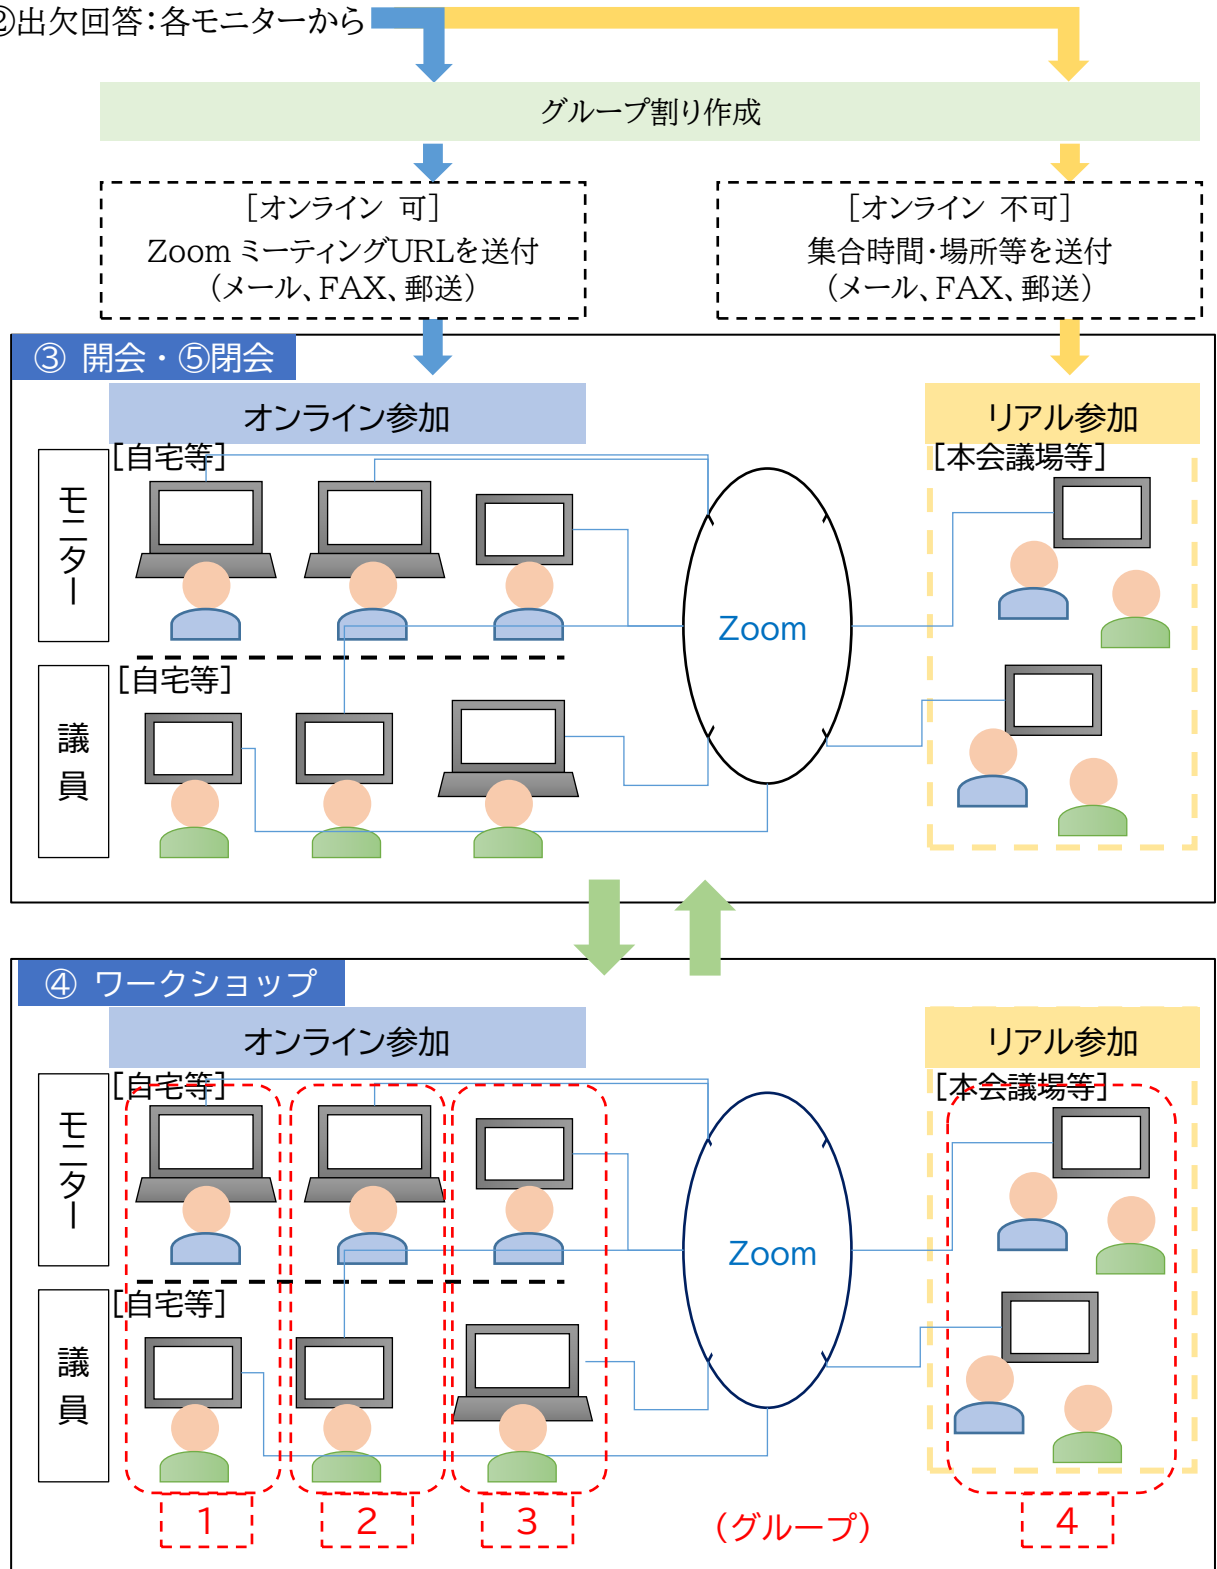 ②出欠回答：各モニターから
グループ割り作成
［オンライン 可］
Zoom ミーティングURLを送付
（メール、FAX、郵送）
［オンライン 不可］
集合時間・場所等を送付
（メール、FAX、郵送）
③ 開会・⑤閉会
オンライン参加
リアル参加
［自宅等］
［本会議場等］
モニター
Zoom
［自宅等］
議員
④ ワークショップ
オンライン参加
リアル参加
［自宅等］
［本会議場等］
モニター
Zoom
［自宅等］
議員
1
2
3
（グループ）
4